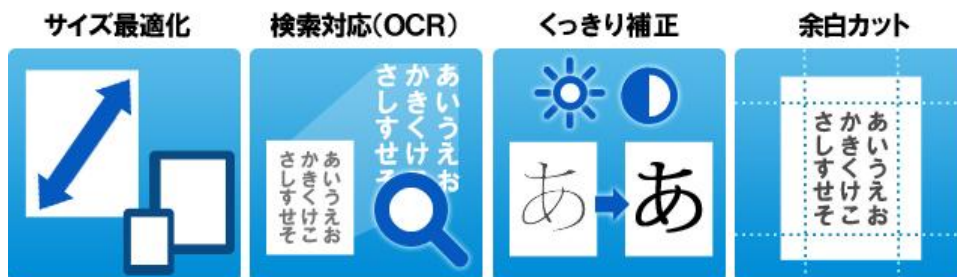 サイズ最適化
検索対応(OCR)
くっきり補正
余白カット
あいうえお
かきくけこ
さしすせそ
あいうえお
かきくけ
さしすせそ
あ
あ
あいうえお
かきくけこ
さしすせそ